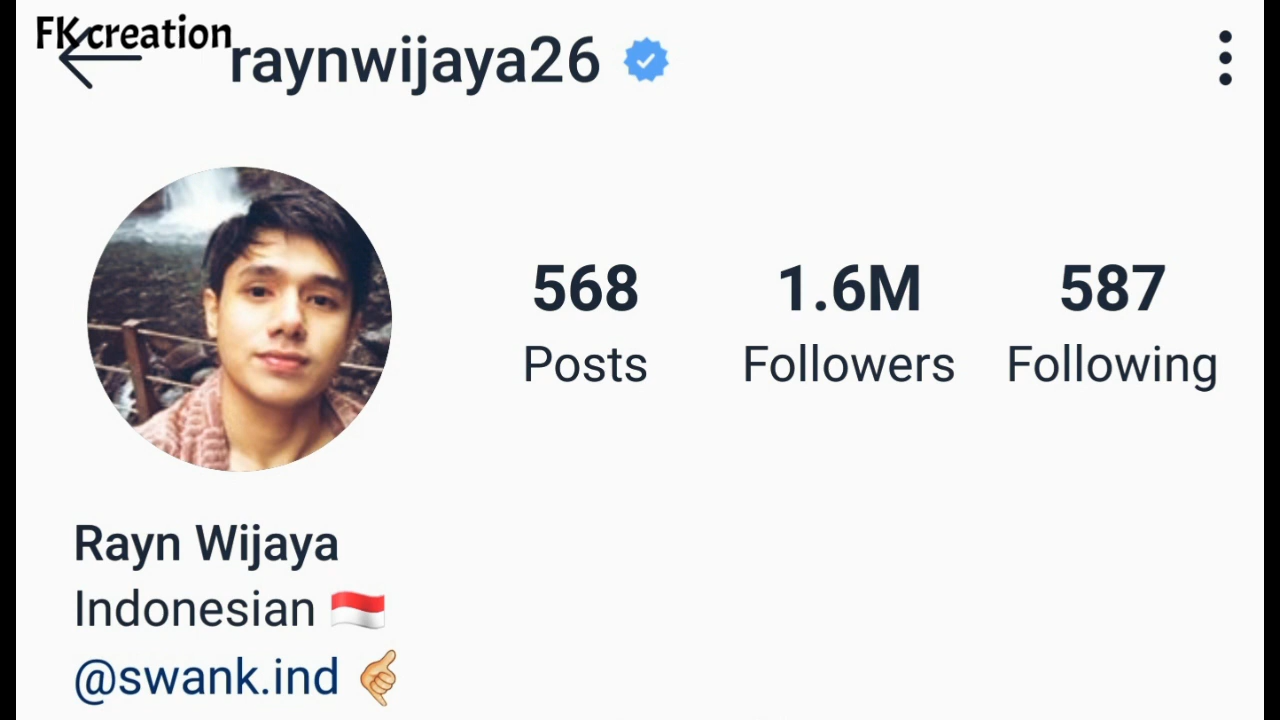 FK creation
raynwijaya26
568 1.6M 587
Posts Followers Following
Rayn Wijaya
Indonesian 🇮🇩
@swank.ind 🤙